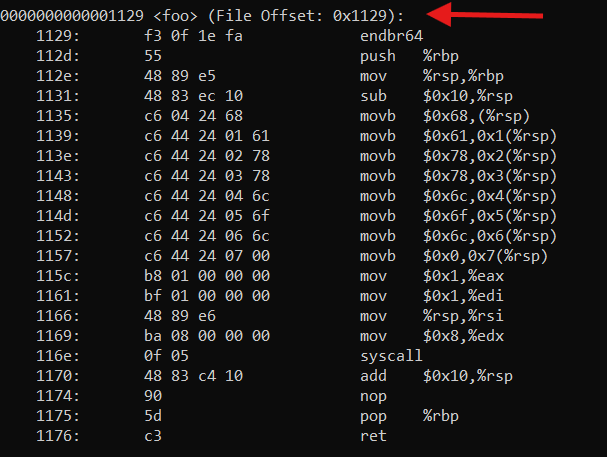 0000000000001129 <foo> (File Offset: 0x1129):
1129: f3 0f 1e fa endbr64
112d: 55 push %rbp
112e: 48 89 e5 mov %rsp,%rbp
1131: 48 83 ec 10 sub $0x10,%rsp
1135: c6 04 24 68 movb $0x68,(%rsp)
1139: c6 44 24 01 61 movb $0x61,0x1(%rsp)
113e: c6 44 24 02 78 movb $0x78,0x2(%rsp)
1143: c6 44 24 03 78 movb $0x78,0x3(%rsp)
1148: c6 44 24 04 6c movb $0x6c,0x4(%rsp)
114d: c6 44 24 05 6f movb $0x6f,0x5(%rsp)
1152: c6 44 24 06 6c movb $0x6c,0x6(%rsp)
1157: c6 44 24 07 00 movb $0x0,0x7(%rsp)
115c: b8 01 00 00 00 mov $0x1,%eax
1161: bf 01 00 00 00 mov $0x1,%edi
1166: 48 89 e6 mov %rsp,%rsi
1169: ba 08 00 00 00 mov $0x8,%edx
116e: 0f 05 syscall
1170: 48 83 c4 10 add $0x10,%rsp
1174: 90 nop
1175: 5d pop %rbp
1176: c3 ret